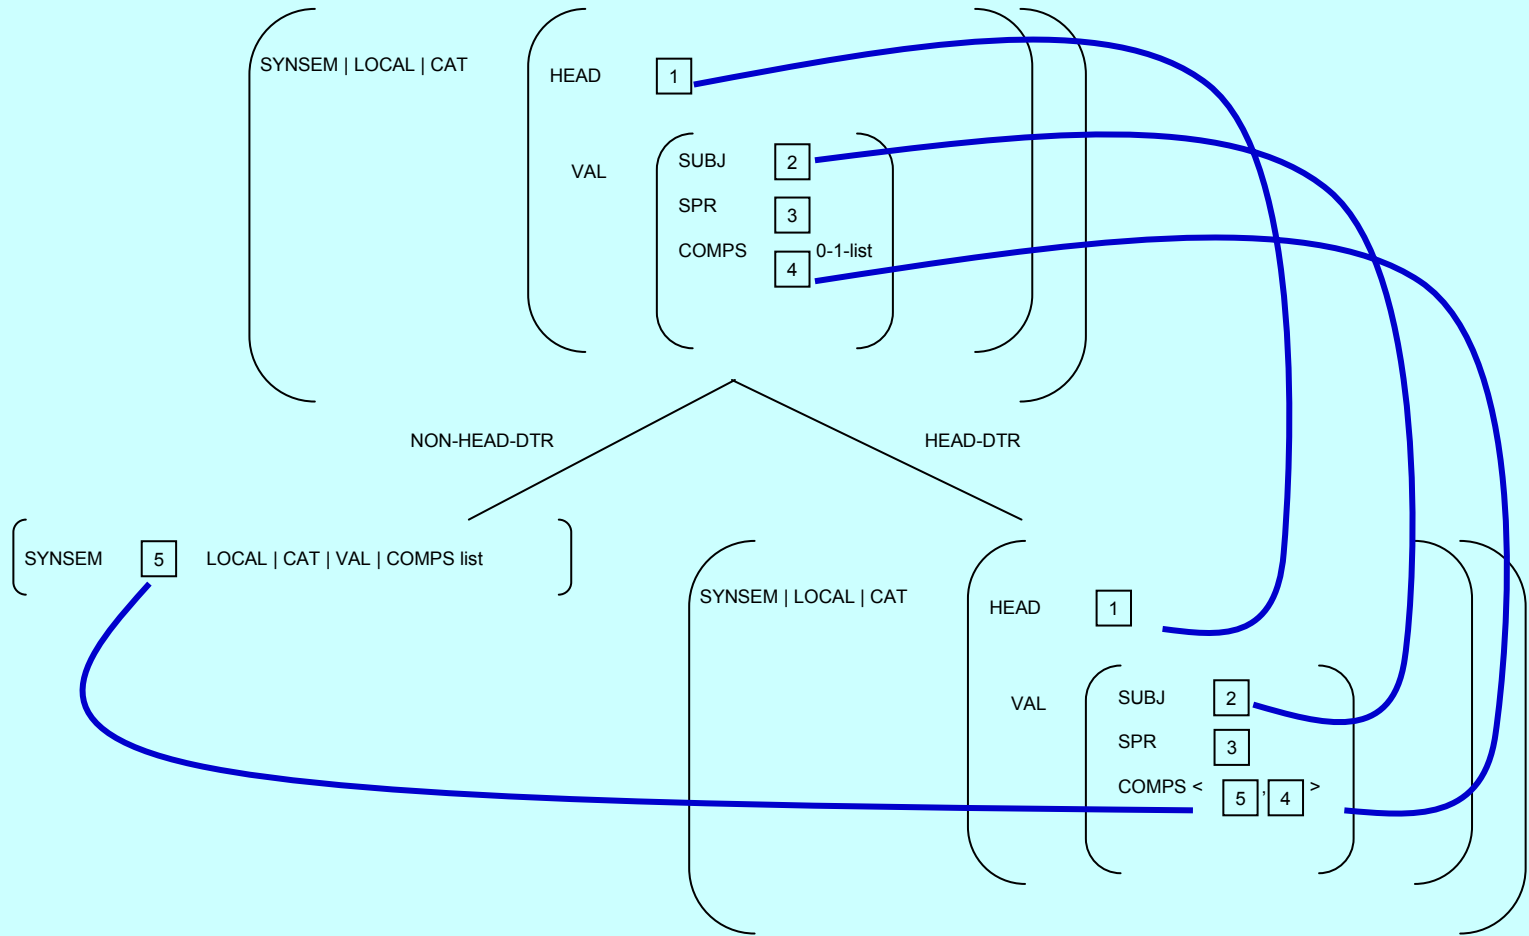 SYNSEM | LOCAL | CAT
HEAD 1
VAL
SUBJ 2
SPR 3
COMPS 4 0-1-list
NON-HEAD-DTR
HEAD-DTR
SYNSEM 5 LOCAL | CAT | VAL | COMPS list
SYNSEM | LOCAL | CAT
HEAD 1
VAL
SUBJ 2
SPR 3
COMPS < 5 , 4 >